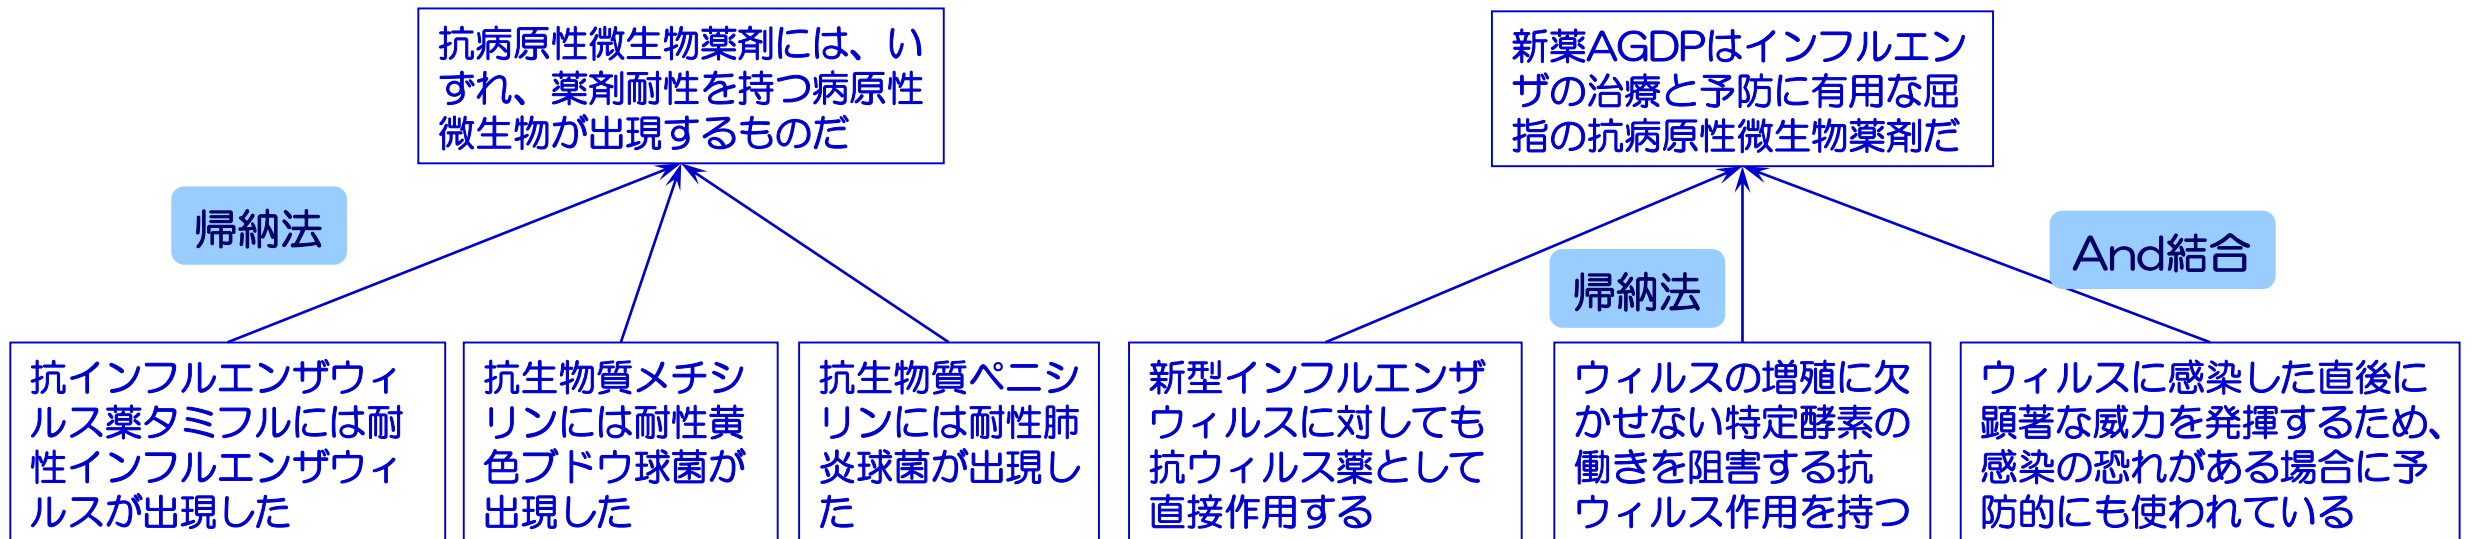 抗病原性微生物薬剤には、い
ずれ、薬剤耐性を持つ病原性
微生物が出現するものだ
新薬AGDPはインフルエン
ザの治療と予防に有用な屈
指の抗病原性微生物薬剤だ
帰納法
帰納法
And結合
抗インフルエンザウィ
ルス薬タミフルには耐
性インフルエンザウィ
ルスが出現した
抗生物質メチシ
リンには耐性黄
色ブドウ球菌が
出現した
抗生物質ペニシ
リンには耐性肺
炎球菌が出現し
た
新型インフルエンザ
ウィルスに対しても
抗ウィルス薬として
直接作用する
ウィルスの増殖に欠
かせない特定酵素の
働きを阻害する抗
ウィルス作用を持つ
ウィルスに感染した直後に
顕著な威力を発揮するため、
感染の恐れがある場合に予
防的にも使われている